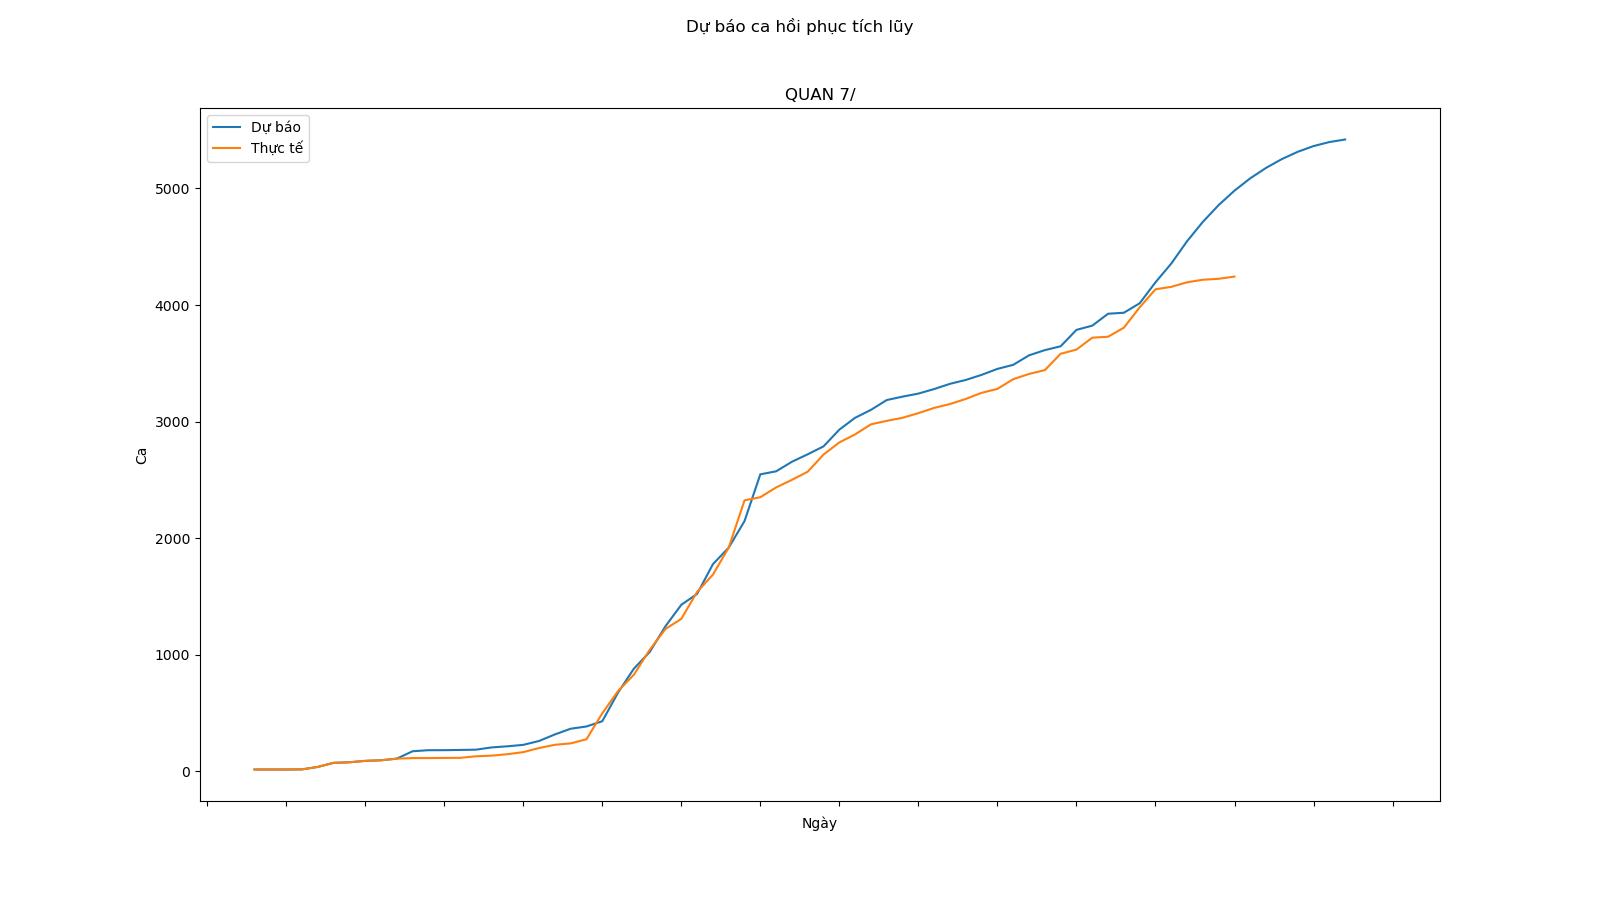 Dự báo ca hồi phục tích lũy
QUAN 7/
Dự báo
Thực tế
5000
4000
3000
2000
1000
0
Ca
Ngày